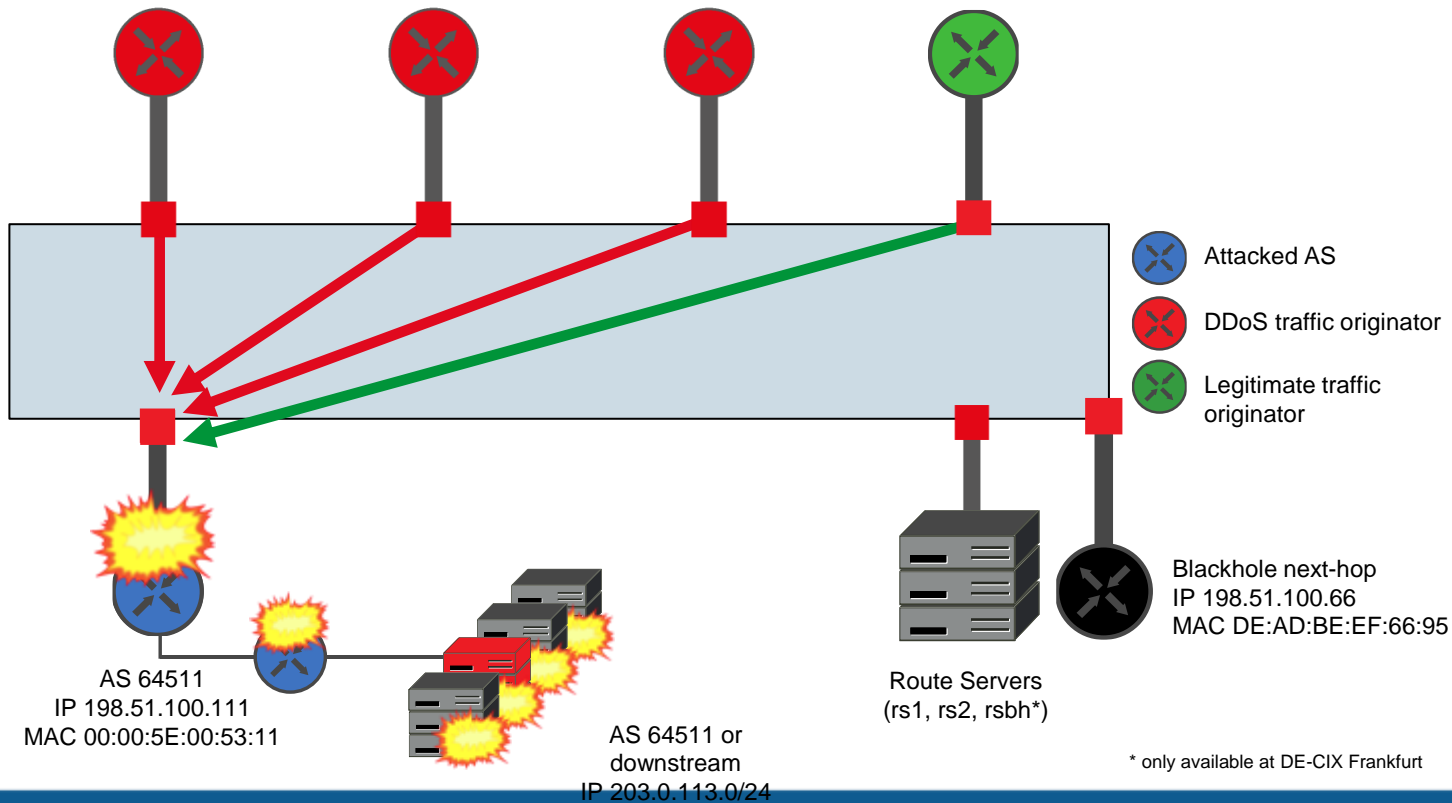 Attacked AS
DDoS traffic originator
Legitimate traffic
originator
Blackhole next-hop
IP 198.51.100.66
MAC DE:AD:BE:EF:66:95
AS 64511
IP 198.51.100.111
MAC 00:00:5E:00:53:11
Route Servers
(rs1, rs2, rsbh*)
AS 64511 or
downstream
IP 203.0.113.0/24
* only available at DE-CIX Frankfurt